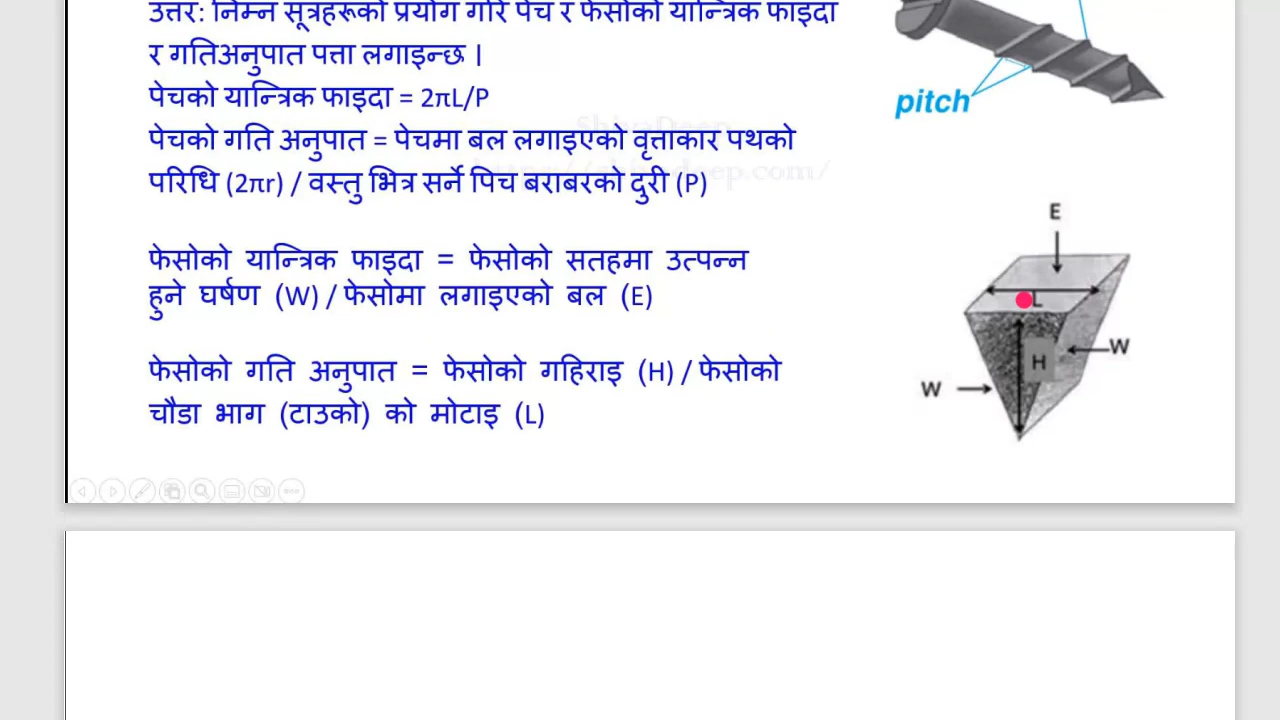 उत्तर: निम्न सूत्रहरूको प्रयोग गरि पेच र फेसोको यान्त्रिक फाइदा
र गतिअनुपात पत्ता लगाइन्छ ।
पेचको यान्त्रिक फाइदा = 2πL/P
पेचको गति अनुपात = पेचमा बल लगाइएको वृत्ताकार पथको
परिधि (2πr) / वस्तु भित्र सर्ने पिच बराबरको दुरी (P)
फेसोको यान्त्रिक फाइदा = फेसोको सतहमा उत्पन्न
हुने घर्षण (W) / फेसोमा लगाइएको बल (E)
फेसोको गति अनुपात = फेसोको गहिराइ (H) / फेसोको
चौडा भाग (टाउको) को मोटाइ (L)
pitch
E
L
H
W
W